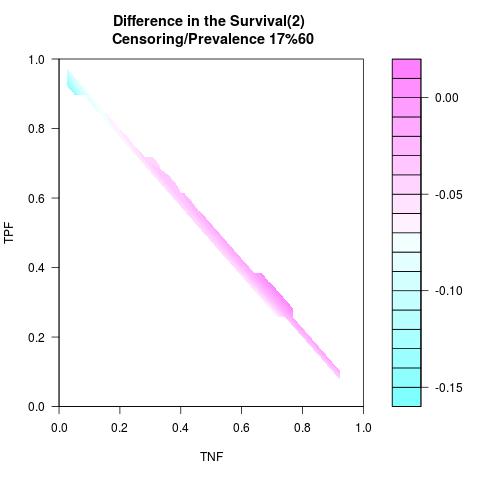 Difference in the Survival(2)
Censoring/Prevalence 17%60
1.0
0.8
0.6
0.4
0.2
0.0
TPF
0.0 0.2 0.4 0.6 0.8 1.0
TNF
0.00
-0.05
-0.10
-0.15